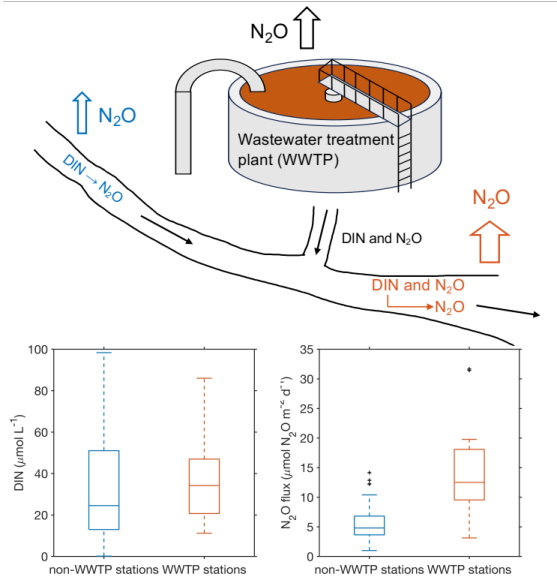 N₂O
N₂O
Wastewater treatment
plant (WWTP)
DIN → N₂O
N₂O
DIN and N₂O
DIN and N₂O
N₂O
100
80
60
40
20
0
DIN (μmol L⁻¹)
non-WWTP stations WWTP stations
35
30
25
20
15
10
5
0
N₂O flux (μmol N₂O m⁻² d⁻¹)
non-WWTP stations WWTP stations